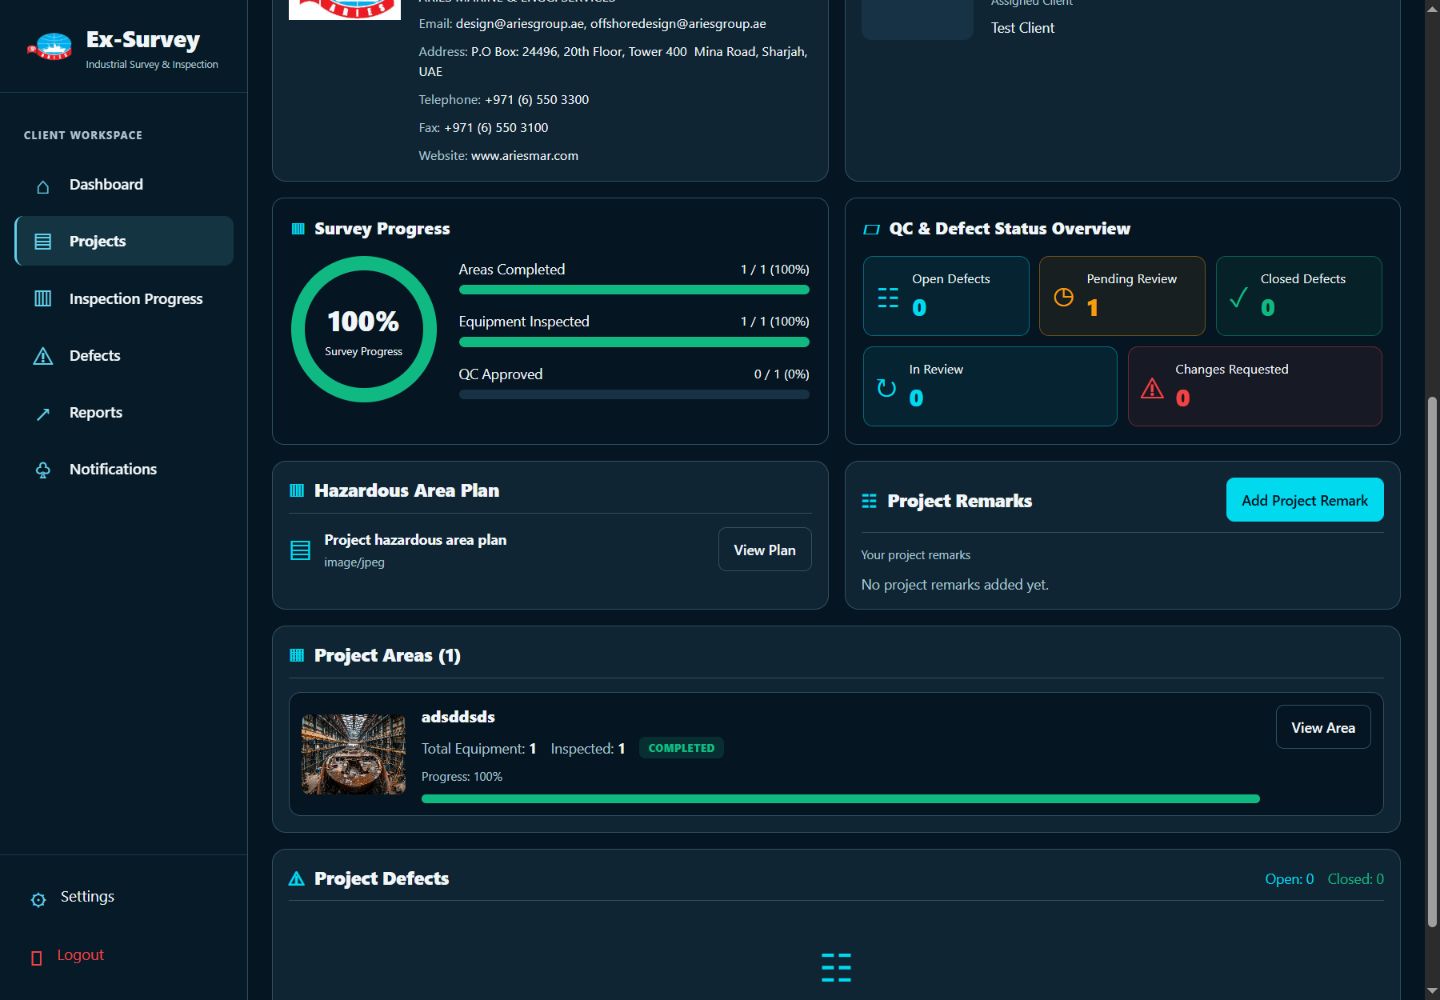 Ex-Survey
Industrial Survey & Inspection
CLIENT WORKSPACE
Dashboard
Projects
Inspection Progress
Defects
Reports
Notifications
Settings
Logout
ARIES
Email: design@ariesgroup.ae, offshoredesign@ariesgroup.ae
Address: P.O Box: 24496, 20th Floor, Tower 400 Mina Road, Sharjah,
UAE
Telephone: +971 (6) 550 3300
Fax: +971 (6) 550 3100
Website: www.ariesmar.com
Assigned Client
Test Client
Survey Progress
100%
Survey Progress
Areas Completed 1 / 1 (100%)
Equipment Inspected 1 / 1 (100%)
QC Approved 0 / 1 (0%)
QC & Defect Status Overview
Open Defects
0
Pending Review
1
Closed Defects
0
In Review
0
Changes Requested
0
Hazardous Area Plan
Project hazardous area plan
image/jpeg
View Plan
Project Remarks
Add Project Remark
Your project remarks
No project remarks added yet.
Project Areas (1)
adsddsds
Total Equipment: 1 Inspected: 1 COMPLETED
Progress: 100%
View Area
Project Defects
Open: 0 Closed: 0